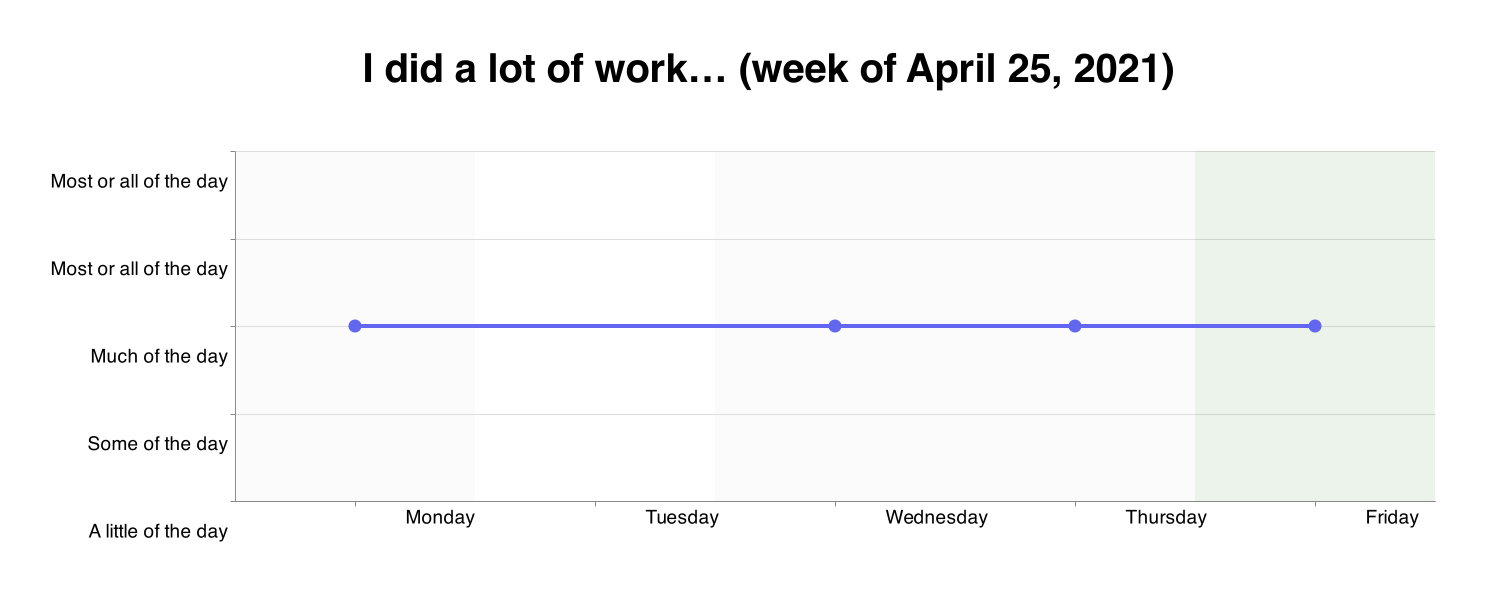 I did a lot of work… (week of April 25, 2021)
Most or all of the day
Most or all of the day
Much of the day
Some of the day
A little of the day
Monday
Tuesday
Wednesday
Thursday
Friday